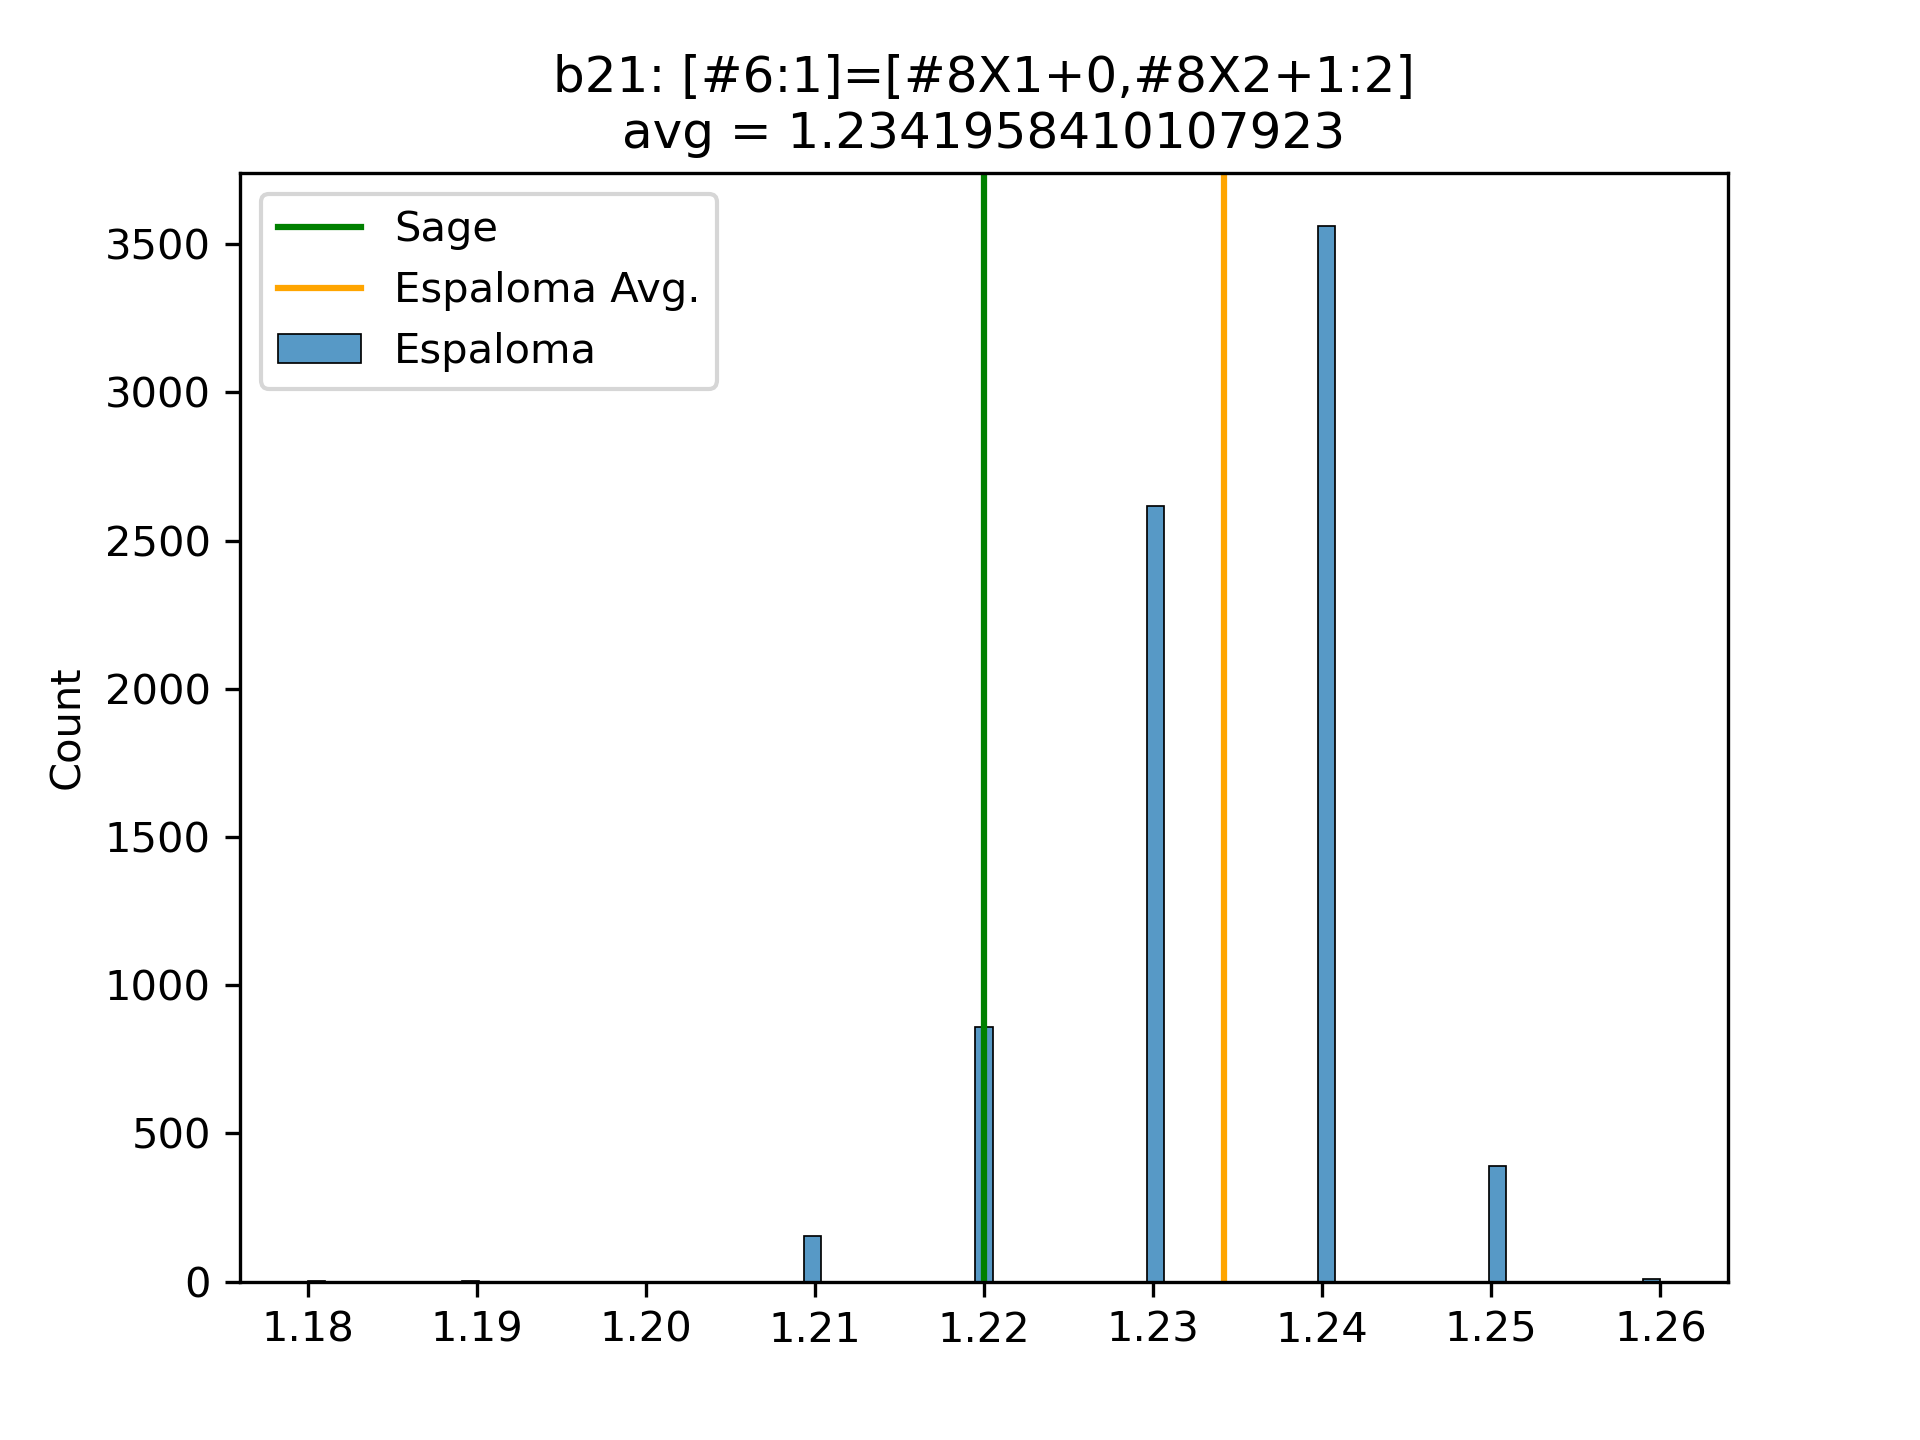 b21: [#6:1]=[#8X1+0,#8X2+1:2]
avg = 1.2341958410107923
Sage
Espaloma Avg.
Espaloma
3500
3000
2500
2000
1500
1000
500
0
Count
1.18 1.19 1.20 1.21 1.22 1.23 1.24 1.25 1.26